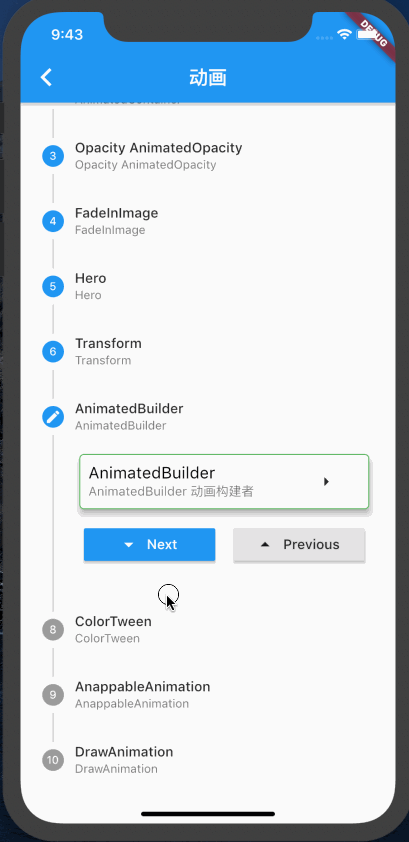 9:43
DEBUG
动画
AnimatedContainer
3 Opacity AnimatedOpacity
Opacity AnimatedOpacity
4 FadeInImage
FadeInImage
5 Hero
Hero
6 Transform
Transform
AnimatedBuilder
AnimatedBuilder
AnimatedBuilder
AnimatedBuilder 动画构建者
Next Previous
8 ColorTween
ColorTween
9 AnappableAnimation
AnappableAnimation
10 DrawAnimation
DrawAnimation